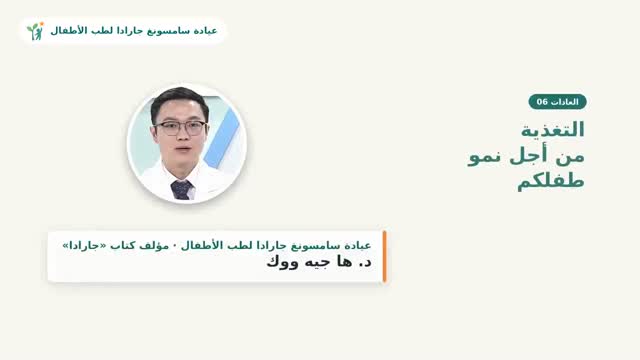 عيادة سامسونغ جارادا لطب الأطفال
العادات 06
التغذية
من أجل نمو
طفلكم
عيادة سامسونغ جارادا لطب الأطفال · مؤلف كتاب «جارادا»
د. ها جيه ووك